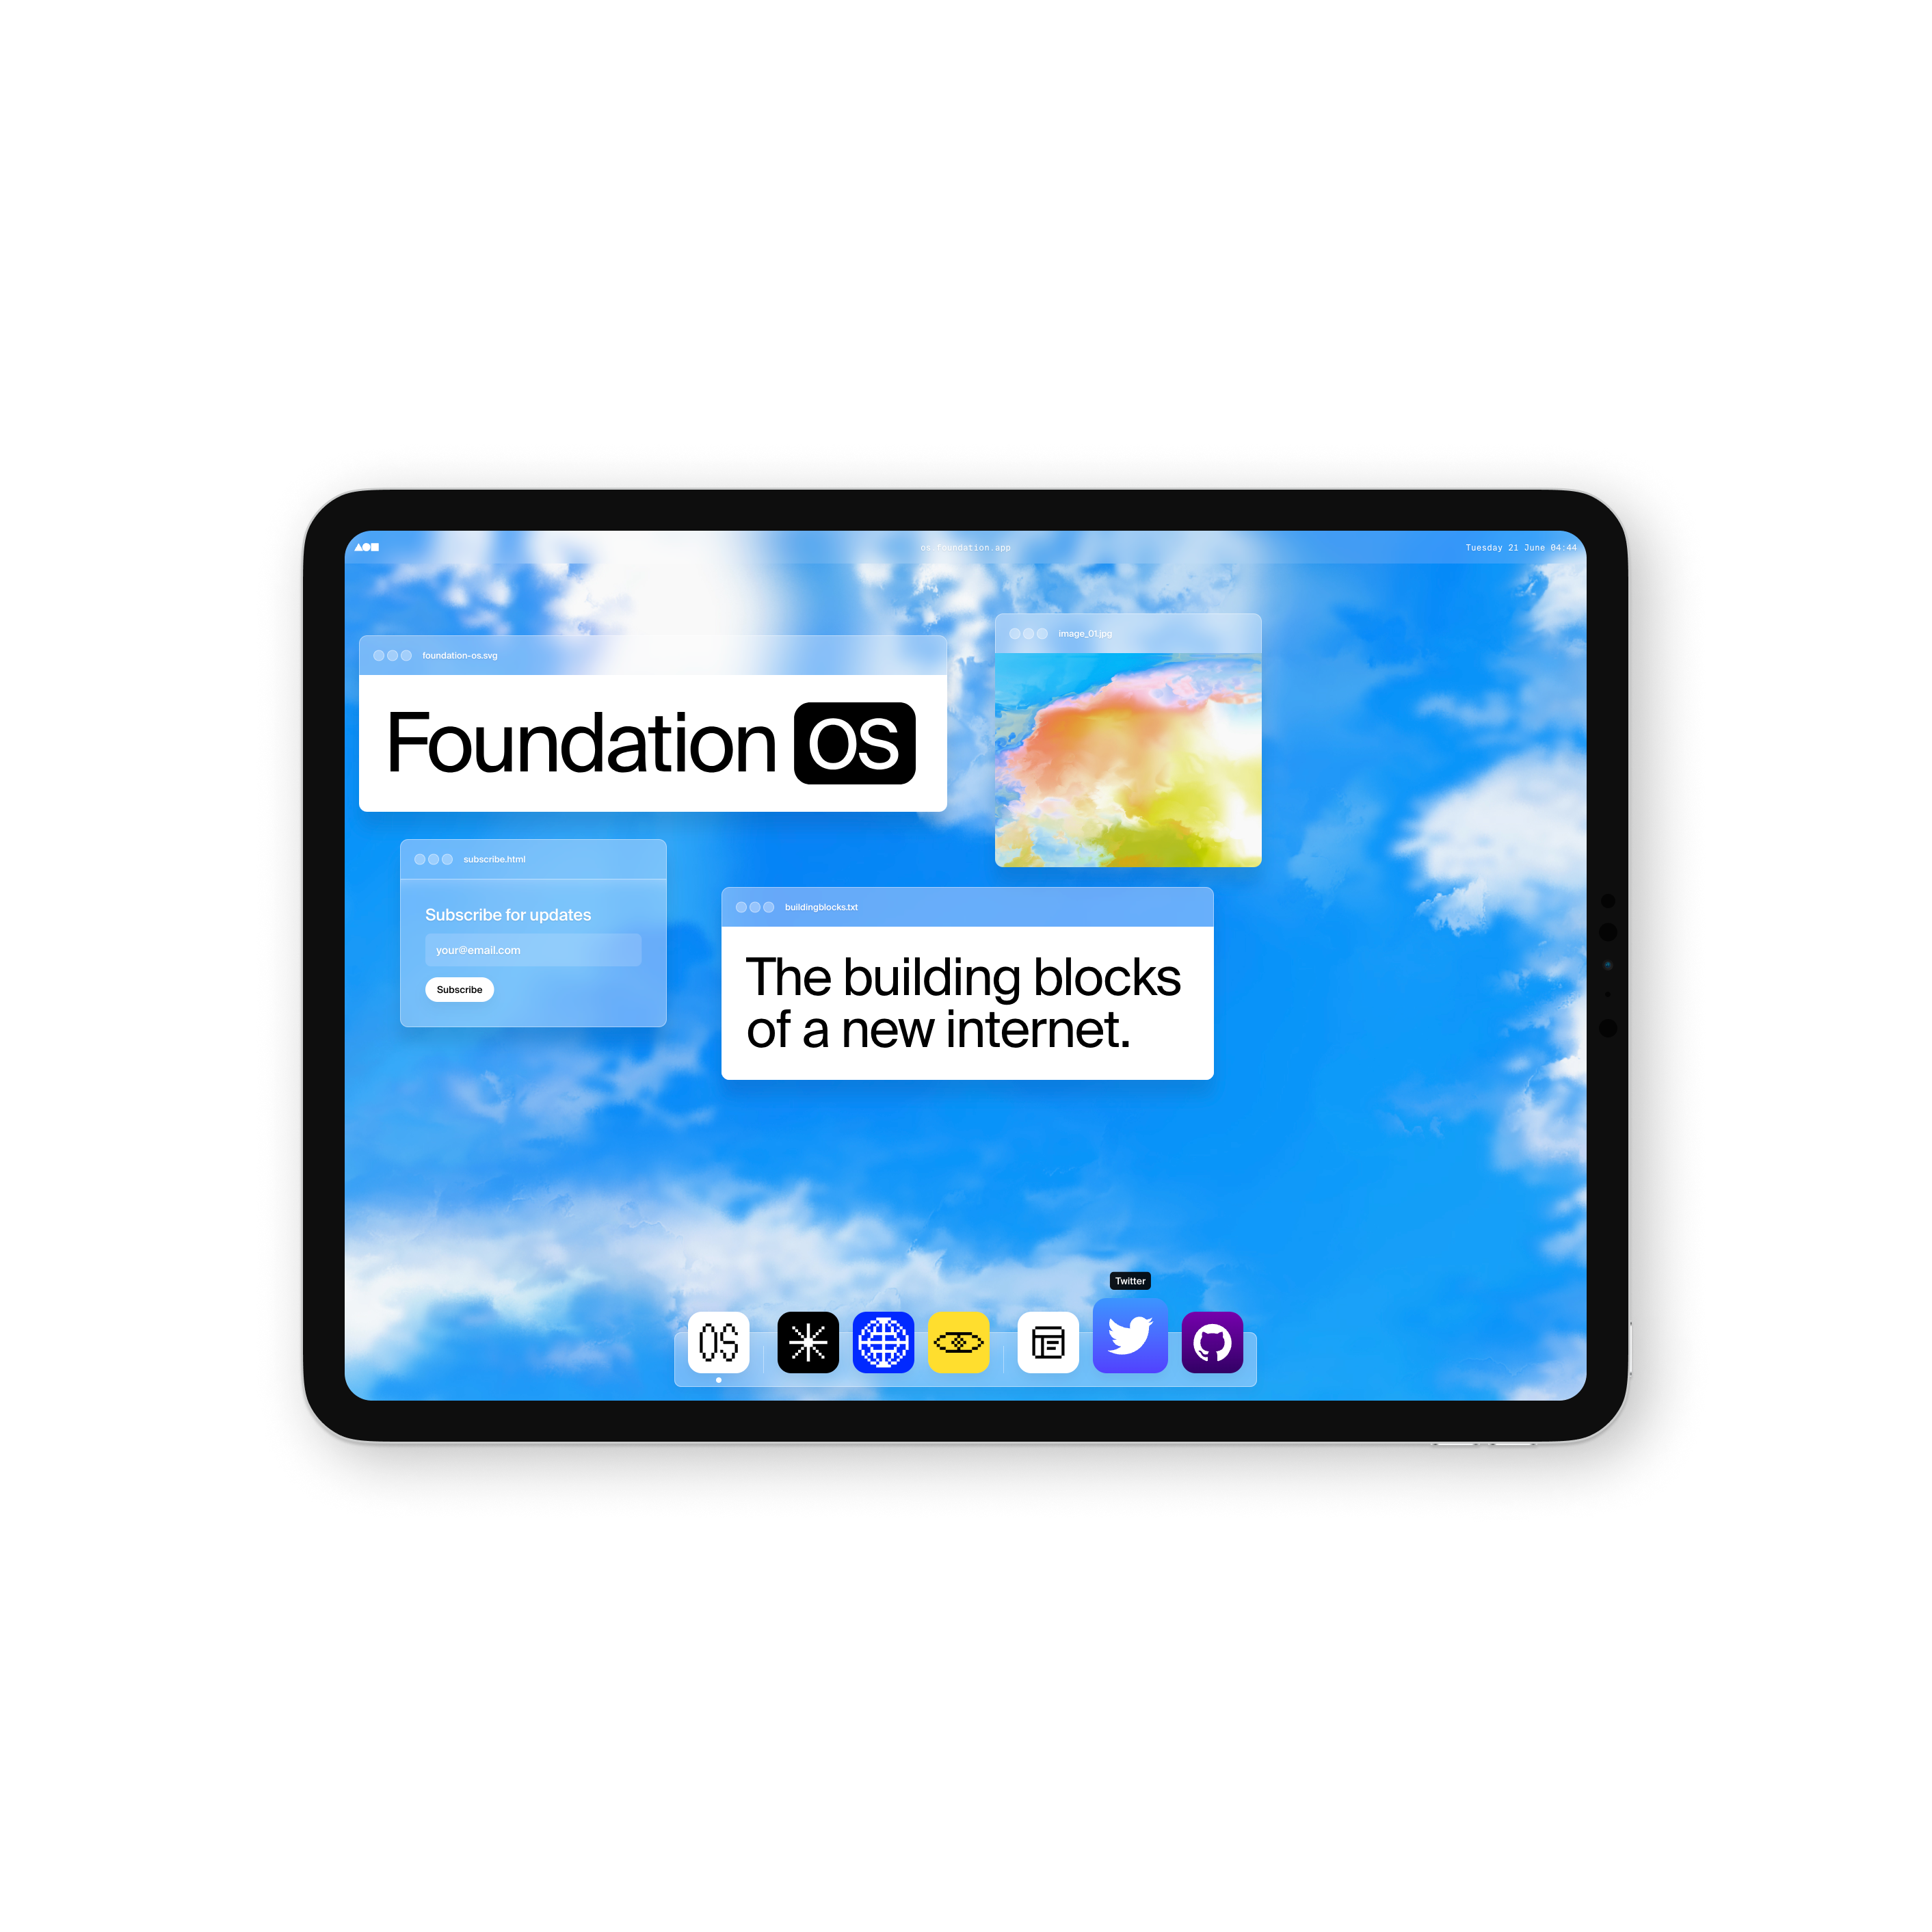 os.foundation.app
Tuesday 21 June 04:44
foundation-os.svg
Foundation OS
image_01.jpg
subscribe.html
Subscribe for updates
your@email.com
Subscribe
buildingblocks.txt
The building blocks
of a new internet.
Twitter
OS